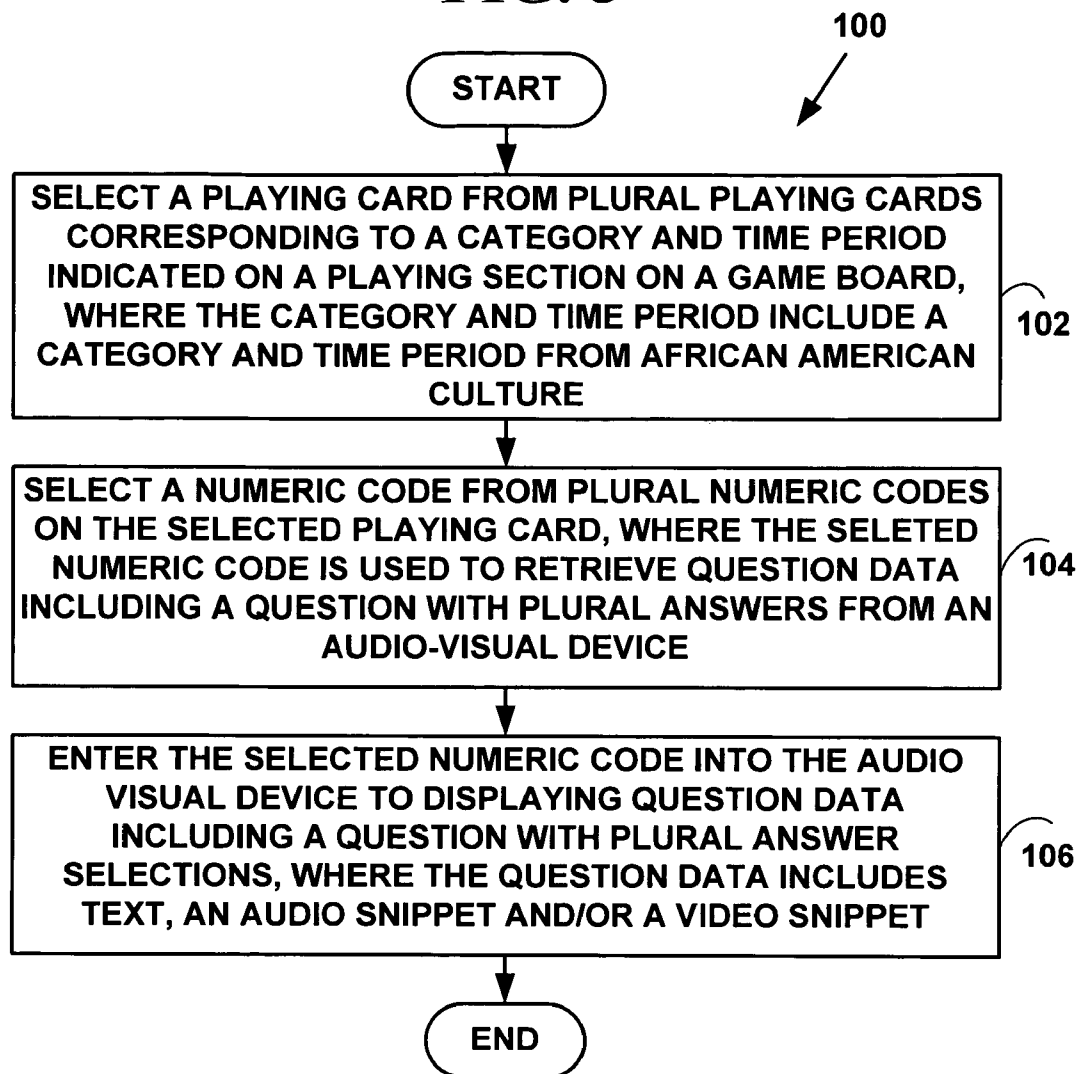 100
START
SELECT A PLAYING CARD FROM PLURAL PLAYING CARDS
CORRESPONDING TO A CATEGORY AND TIME PERIOD
INDICATED ON A PLAYING SECTION ON A GAME BOARD,
WHERE THE CATEGORY AND TIME PERIOD INCLUDE A
CATEGORY AND TIME PERIOD FROM AFRICAN AMERICAN
CULTURE
102
SELECT A NUMERIC CODE FROM PLURAL NUMERIC CODES
ON THE SELECTED PLAYING CARD, WHERE THE SELETED
NUMERIC CODE IS USED TO RETRIEVE QUESTION DATA
INCLUDING A QUESTION WITH PLURAL ANSWERS FROM AN
AUDIO-VISUAL DEVICE
104
ENTER THE SELECTED NUMERIC CODE INTO THE AUDIO
VISUAL DEVICE TO DISPLAYING QUESTION DATA
INCLUDING A QUESTION WITH PLURAL ANSWER
SELECTIONS, WHERE THE QUESTION DATA INCLUDES
TEXT, AN AUDIO SNIPPET AND/OR A VIDEO SNIPPET
106
END